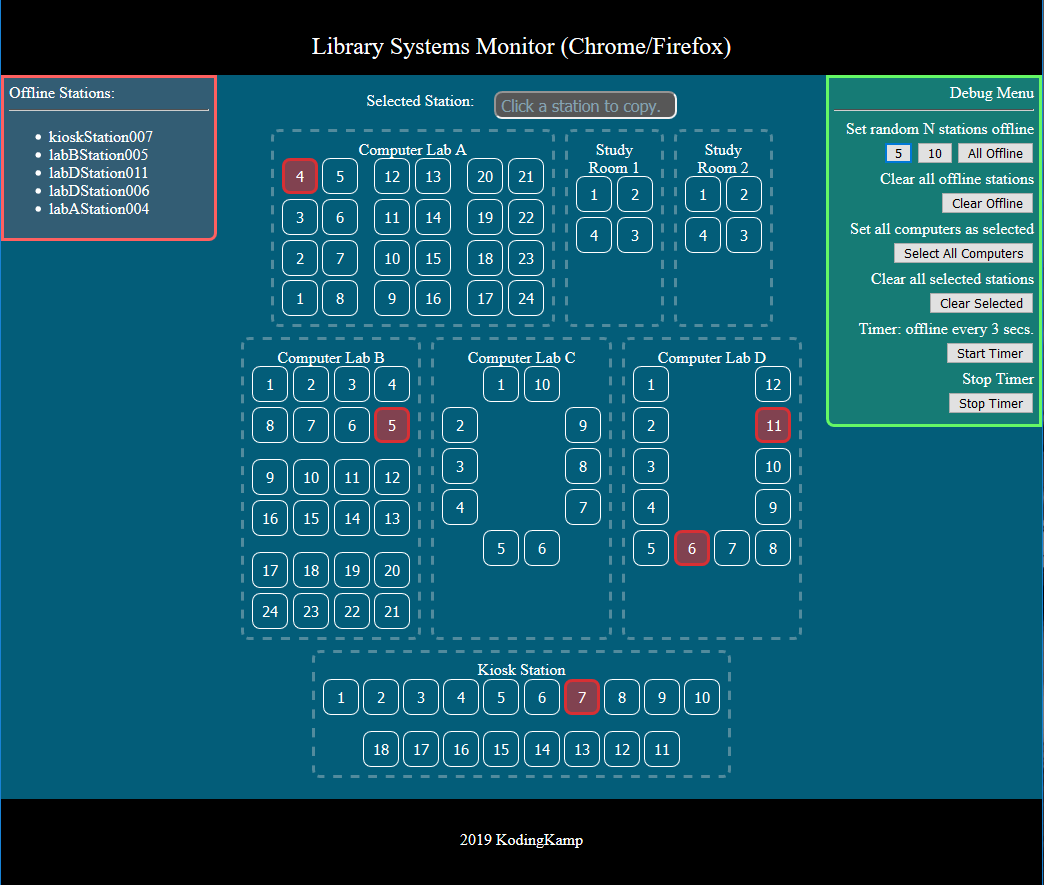 Library Systems Monitor (Chrome/Firefox)
Offline Stations:
kioskStation007
labBStation005
labDStation011
labDStation006
labAStation004
Selected Station: Click a station to copy.
Computer Lab A
4 5 12 13 20 21
3 6 11 14 19 22
2 7 10 15 18 23
1 8 9 16 17 24
Study
Room 1
1 2
4 3
Study
Room 2
1 2
4 3
Computer Lab B
1 2 3 4
8 7 6 5
9 10 11 12
16 15 14 13
17 18 19 20
24 23 22 21
Computer Lab C
1 10
2 9
3 8
4 7
5 6
Computer Lab D
1 12
2 11
3 10
4 9
5 6 7 8
Kiosk Station
1 2 3 4 5 6 7 8 9 10
18 17 16 15 14 13 12 11
Debug Menu
Set random N stations offline
5 10 All Offline
Clear all offline stations
Clear Offline
Set all computers as selected
Select All Computers
Clear all selected stations
Clear Selected
Timer: offline every 3 secs.
Start Timer
Stop Timer
Stop Timer
2019 KodingKamp